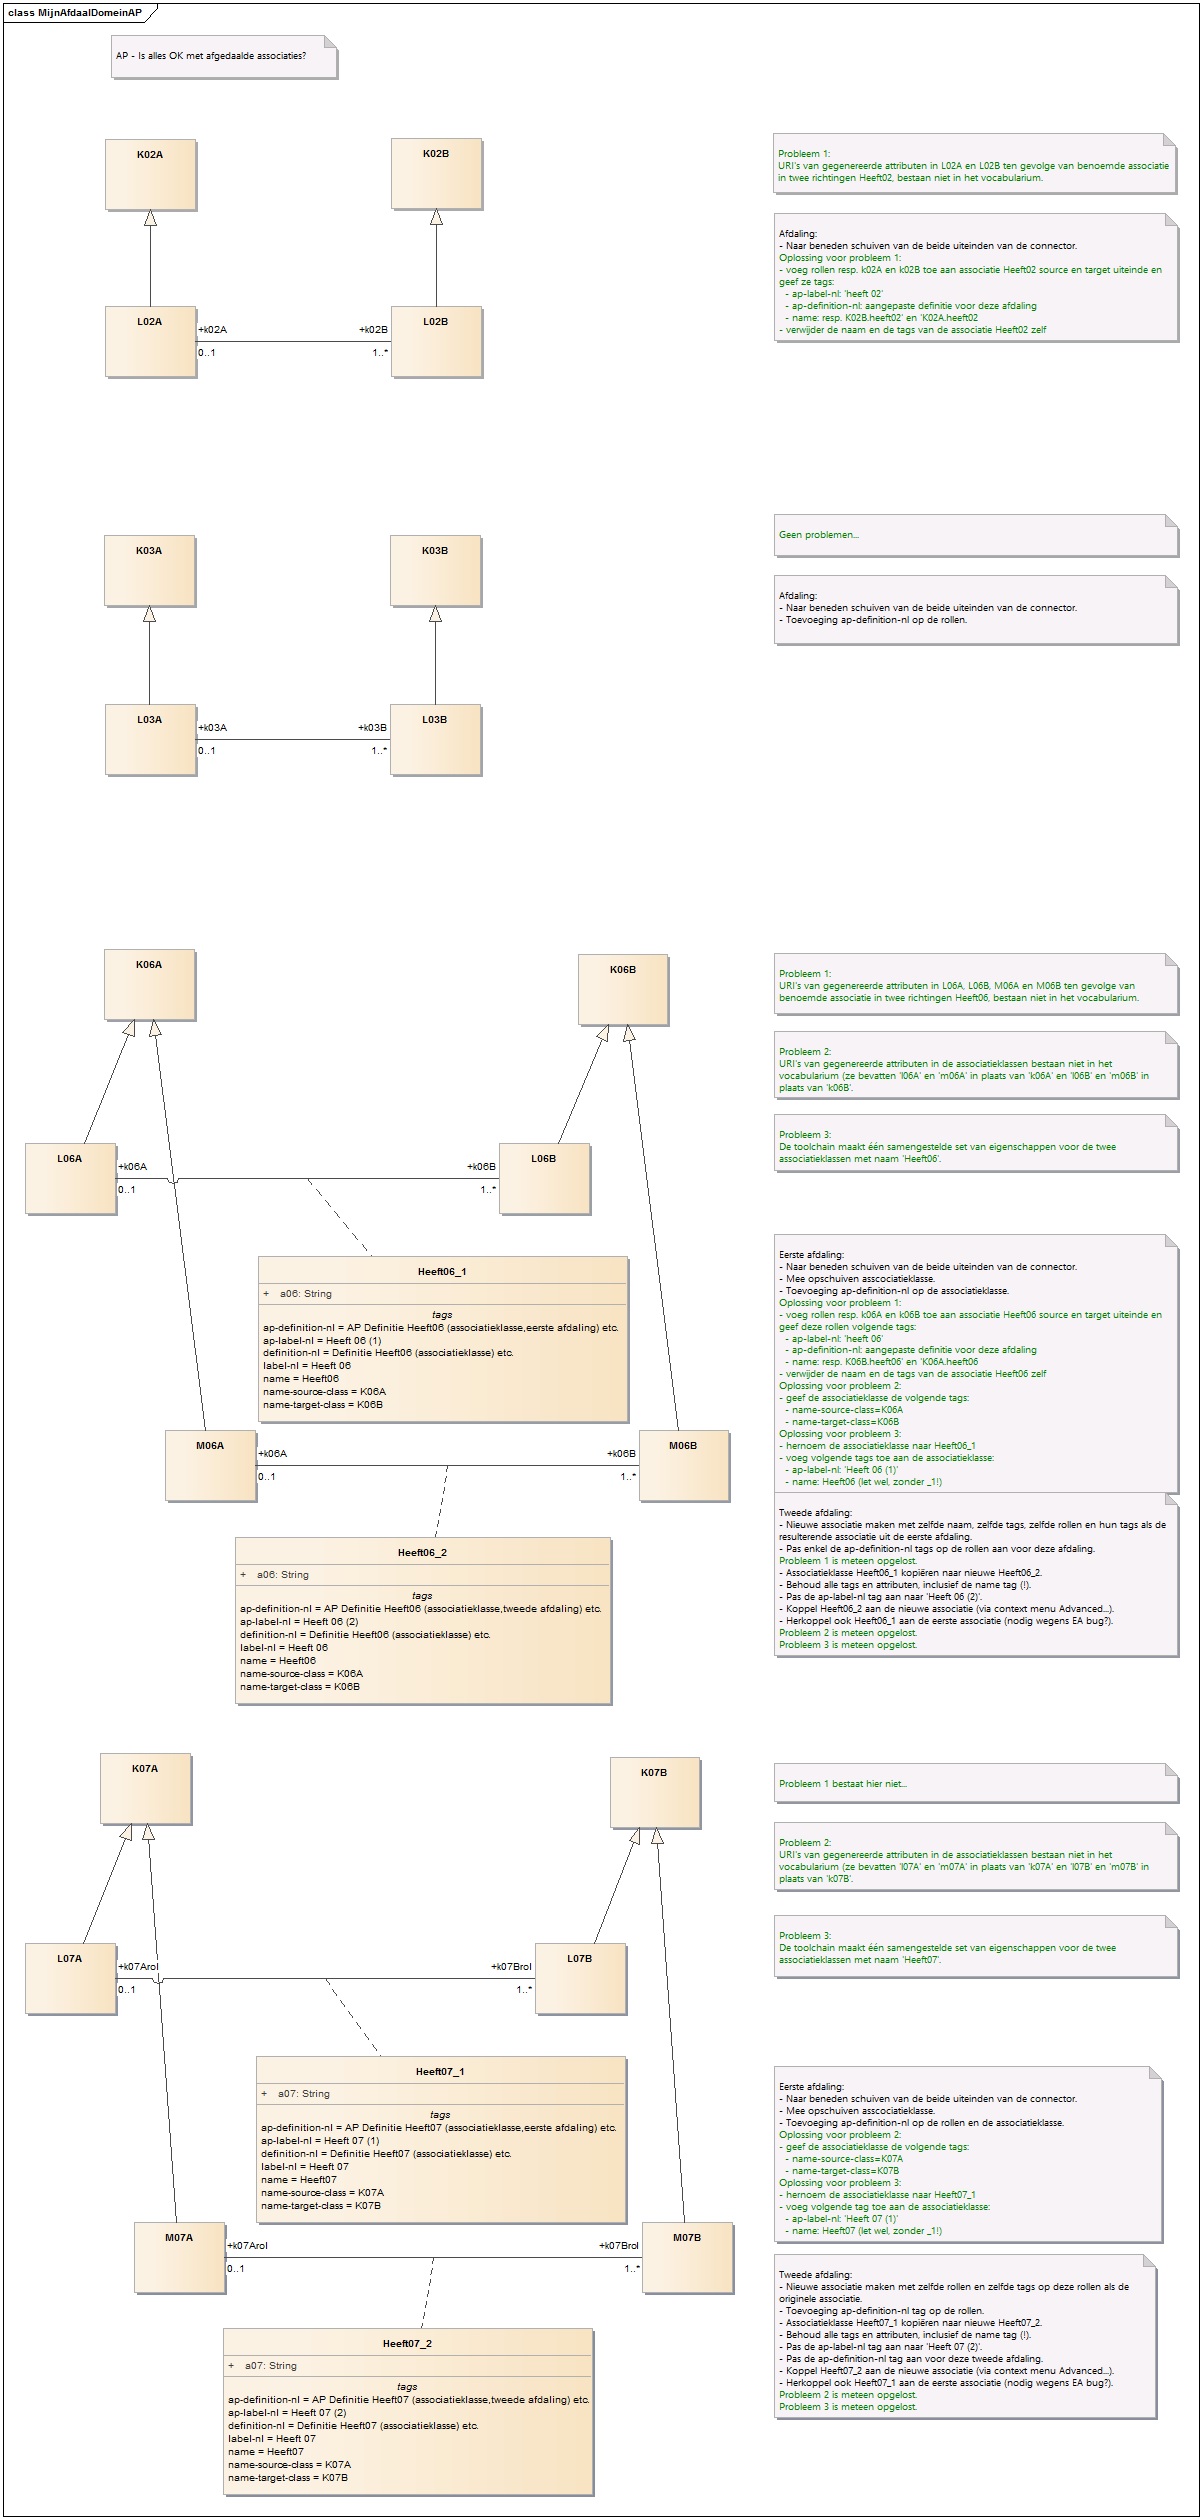 class MijnAfdaalDomeinAP
AP - Is alles OK met afgedaalde associaties?
K02A
K02B
L02A
+k02A
0..1
+k02B
1..*
L02B
Probleem 1:
URI's van gegenereerde attributen in L02A en L02B ten gevolge van benoemde associatie
in twee richtingen Heeft02, bestaan niet in het vocabularium.
Afdaling:
- Naar beneden schuiven van de beide uiteinden van de connector.
Oplossing voor probleem 1:
- voeg rollen resp. k02A en k02B toe aan associatie Heeft02 source en target uiteinde en
geef ze tags:
- ap-label-nl: 'heeft 02'
- ap-definition-nl: aangepaste definitie voor deze afdaling
- name: resp. K02B.heeft02' en 'K02A.heeft02
- verwijder de naam en de tags van de associatie Heeft02 zelf
K03A
K03B
L03A
+k03A
0..1
+k03B
1..*
L03B
Geen problemen...
Afdaling:
- Naar beneden schuiven van de beide uiteinden van de connector.
- Toevoeging ap-definition-nl op de rollen.
K06A
K06B
L06A
+k06A
0..1
+k06B
1..*
L06B
Heeft06_1
+ a06: String
tags
ap-definition-nl = AP Definitie Heeft06 (associatieklasse,eerste afdaling) etc.
ap-label-nl = Heeft 06 (1)
definition-nl = Definitie Heeft06 (associatieklasse) etc.
label-nl = Heeft 06
name = Heeft06
name-source-class = K06A
name-target-class = K06B
M06A
+k06A
0..1
+k06B
1..*
M06B
Heeft06_2
+ a06: String
tags
ap-definition-nl = AP Definitie Heeft06 (associatieklasse,tweede afdaling) etc.
ap-label-nl = Heeft 06 (2)
definition-nl = Definitie Heeft06 (associatieklasse) etc.
label-nl = Heeft 06
name = Heeft06
name-source-class = K06A
name-target-class = K06B
Probleem 1:
URI's van gegenereerde attributen in L06A, L06B, M06A en M06B ten gevolge van
benoemde associatie in twee richtingen Heeft06, bestaan niet in het vocabularium.
Probleem 2:
URI's van gegenereerde attributen in de associatieklassen bestaan niet in het
vocabularium (ze bevatten 'l06A' en 'm06A' in plaats van 'k06A' en 'l06B' en 'm06B' in
plaats van 'k06B'.
Probleem 3:
De toolchain maakt één samengestelde set van eigenschappen voor de twee
associatieklassen met naam 'Heeft06'.
Eerste afdaling:
- Naar beneden schuiven van de beide uiteinden van de connector.
- Mee opschuiven asscociatieklasse.
- Toevoeging ap-definition-nl op de associatieklasse.
Oplossing voor probleem 1:
- voeg rollen resp. k06A en k06B toe aan associatie Heeft06 source en target uiteinde en
geef deze rollen volgende tags:
- ap-label-nl: 'heeft 06'
- ap-definition-nl: aangepaste definitie voor deze afdaling
- name: resp. K06B.heeft06' en 'K06A.heeft06
- verwijder de naam en de tags van de associatie Heeft06 zelf
Oplossing voor probleem 2:
- geef de associatieklasse de volgende tags:
- name-source-class=K06A
- name-target-class=K06B
Oplossing voor probleem 3:
- hernoem de associatieklasse naar Heeft06_1
- voeg volgende tags toe aan de associatieklasse:
- ap-label-nl: 'Heeft 06 (1)'
- name: Heeft06 (let wel, zonder _1!)
Tweede afdaling:
- Nieuwe associatie maken met zelfde naam, zelfde tags, zelfde rollen en hun tags als de
resulterende associatie uit de eerste afdaling.
- Pas enkel de ap-definition-nl tags op de rollen aan voor deze afdaling.
Probleem 1 is meteen opgelost.
- Associatieklasse Heeft06_1 kopiëren naar nieuwe Heeft06_2.
- Behoud alle tags en attributen, inclusief de name tag (!).
- Pas de ap-label-nl tag aan naar 'Heeft 06 (2)'.
- Koppel Heeft06_2 aan de nieuwe associatie (via context menu Advanced...).
- Herkoppel ook Heeft06_1 aan de eerste associatie (nodig wegens EA bug?).
Probleem 2 is meteen opgelost.
Probleem 3 is meteen opgelost.
K07A
K07B
L07A
+k07Arol
0..1
+k07Brol
1..*
L07B
Heeft07_1
+ a07: String
tags
ap-definition-nl = AP Definitie Heeft07 (associatieklasse,eerste afdaling) etc.
ap-label-nl = Heeft 07 (1)
definition-nl = Definitie Heeft07 (associatieklasse) etc.
label-nl = Heeft 07
name = Heeft07
name-source-class = K07A
name-target-class = K07B
M07A
+k07Arol
0..1
+k07Brol
1..*
M07B
Heeft07_2
+ a07: String
tags
ap-definition-nl = AP Definitie Heeft07 (associatieklasse,tweede afdaling) etc.
ap-label-nl = Heeft 07 (2)
definition-nl = Definitie Heeft07 (associatieklasse) etc.
label-nl = Heeft 07
name = Heeft07
name-source-class = K07A
name-target-class = K07B
Probleem 1 bestaat hier niet...
Probleem 2:
URI's van gegenereerde attributen in de associatieklassen bestaan niet in het
vocabularium (ze bevatten 'l07A' en 'm07A' in plaats van 'k07A' en 'l07B' en 'm07B' in
plaats van 'k07B'.
Probleem 3:
De toolchain maakt één samengestelde set van eigenschappen voor de twee
associatieklassen met naam 'Heeft07'.
Eerste afdaling:
- Naar beneden schuiven van de beide uiteinden van de connector.
- Mee opschuiven asscociatieklasse.
- Toevoeging ap-definition-nl op de rollen en de associatieklasse.
Oplossing voor probleem 2:
- geef de associatieklasse de volgende tags:
- name-source-class=K07A
- name-target-class=K07B
Oplossing voor probleem 3:
- hernoem de associatieklasse naar Heeft07_1
- voeg volgende tag toe aan de associatieklasse:
- ap-label-nl: 'Heeft 07 (1)'
- name: Heeft07 (let wel, zonder _1!)
Tweede afdaling:
- Nieuwe associatie maken met zelfde rollen en zelfde tags op deze rollen als de
originele associatie.
- Toevoeging ap-definition-nl tag op de rollen.
- Associatieklasse Heeft07_1 kopiëren naar nieuwe Heeft07_2.
- Behoud alle tags en attributen, inclusief de name tag (!).
- Pas de ap-label-nl tag aan naar 'Heeft 07 (2)'.
- Pas de ap-definition-nl tag aan voor deze tweede afdaling.
- Koppel Heeft07_2 aan de nieuwe associatie (via context menu Advanced...).
- Herkoppel ook Heeft07_1 aan de eerste associatie (nodig wegens EA bug?).
Probleem 2 is meteen opgelost.
Probleem 3 is meteen opgelost.